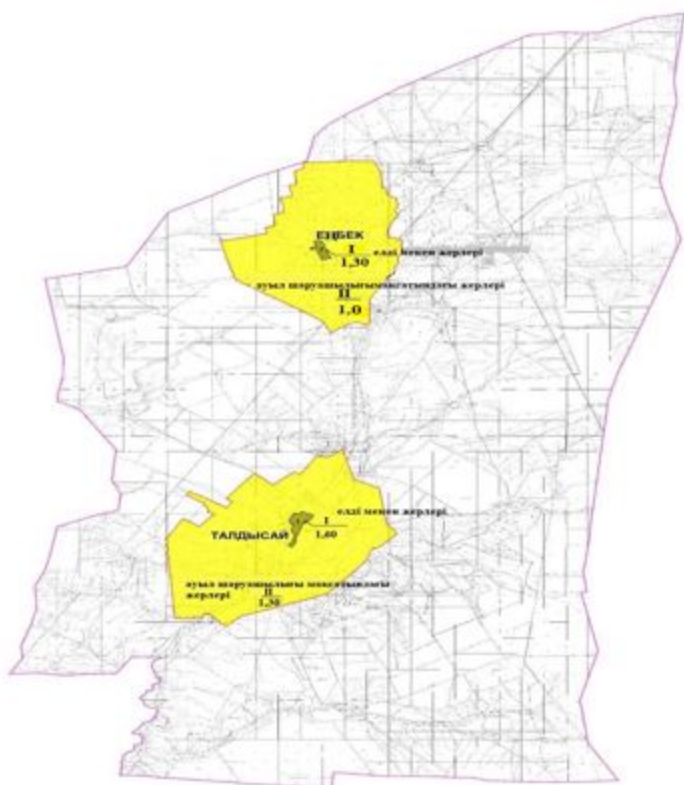 ЕҢБЕК
I
1,30
елді мекен жерлері
ауыл шаруашылығы мақсатындағы жерлері
II
1,0
елді мекен жерлері
I
1,60
ТАЛДЫСАЙ
ауыл шаруашылығы мақсатындағы
жерлері
II
1,30